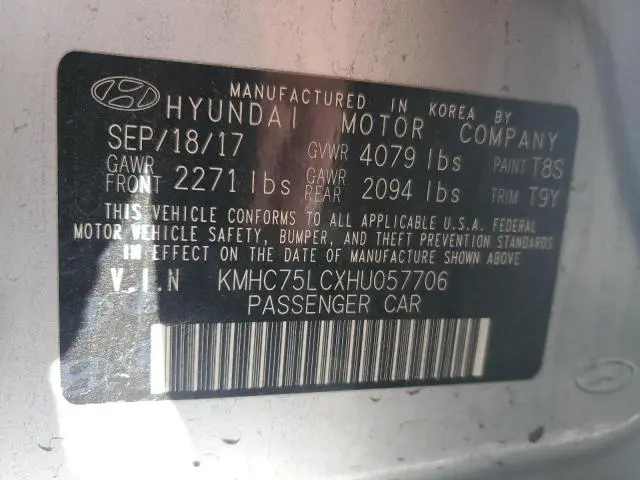 MANUFACTURED IN KOREA BY
HYUNDAI MOTOR COMPANY
SEP/18/17 GVWR 4079 lbs PAINT T8S
GAWR FRONT 2271 lbs GAWR REAR 2094 lbs TRIM T9Y
THIS VEHICLE CONFORMS TO ALL APPLICABLE U.S.A. FEDERAL
MOTOR VEHICLE SAFETY, BUMPER, AND THEFT PREVENTION STANDARDS
IN EFFECT ON THE DATE OF MANUFACTURE SHOWN ABOVE
V.I.N KMHC75LCXHU057706
PASSENGER CAR